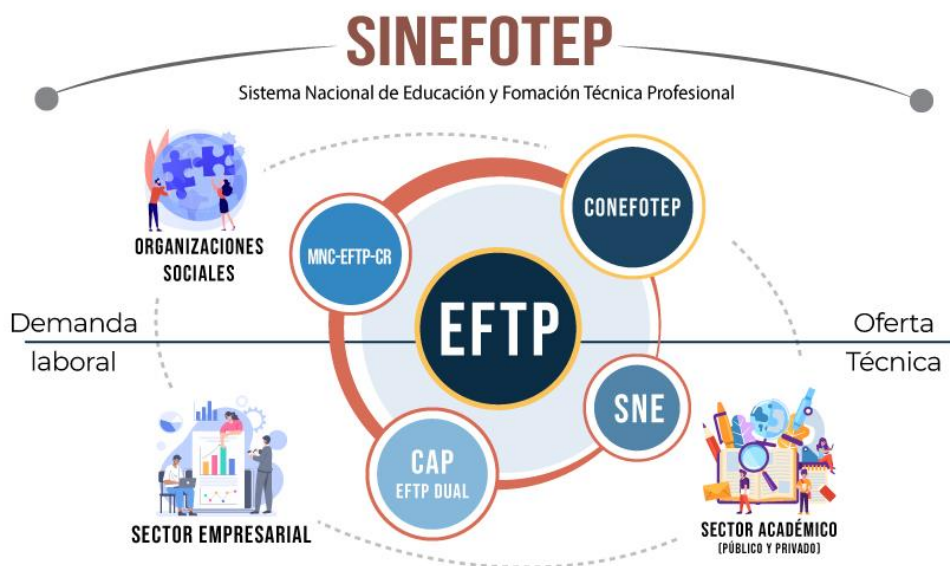 SINEFOTEP
Sistema Nacional de Educación y Fomación Técnica Profesional
ORGANIZACIONES
SOCIALES
MNC-EFTP-CR
CONEFOTEP
EFTP
Demanda
laboral
Oferta
Técnica
SNE
CAP
EFTP DUAL
SECTOR EMPRESARIAL
SECTOR ACADÉMICO
(PÚBLICO Y PRIVADO)